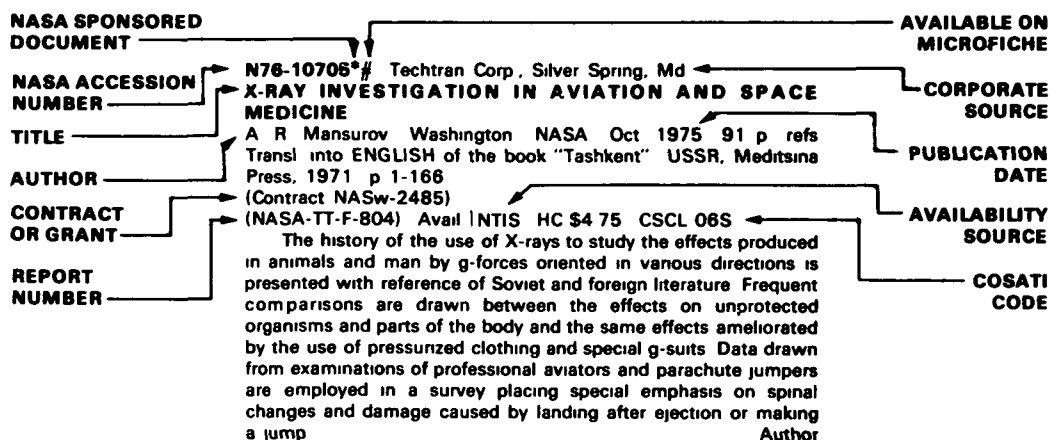 NASA SPONSORED
DOCUMENT
NASA ACCESSION
NUMBER
TITLE
AUTHOR
CONTRACT
OR GRANT
REPORT
NUMBER
N76-10706*# Techtran Corp, Silver Spring, Md
X-RAY INVESTIGATION IN AVIATION AND SPACE
MEDICINE
A R Mansurov Washington NASA Oct 1975 91 p refs
Transl into ENGLISH of the book "Tashkent" USSR, Meditsina
Press, 1971 p 1-166
(Contract NASw-2485)
(NASA-TT-F-804) Avail NTIS HC $4 75 CSCL 06S
The history of the use of X-rays to study the effects produced
in animals and man by g-forces oriented in various directions is
presented with reference of Soviet and foreign literature Frequent
comparisons are drawn between the effects on unprotected
organisms and parts of the body and the same effects ameliorated
by the use of pressurized clothing and special g-suits Data drawn
from examinations of professional aviators and parachute jumpers
are employed in a survey placing special emphasis on spinal
changes and damage caused by landing after ejection or making
a jump Author
AVAILABLE ON
MICROFICHE
CORPORATE
SOURCE
PUBLICATION
DATE
AVAILABILITY
SOURCE
COSATI
CODE